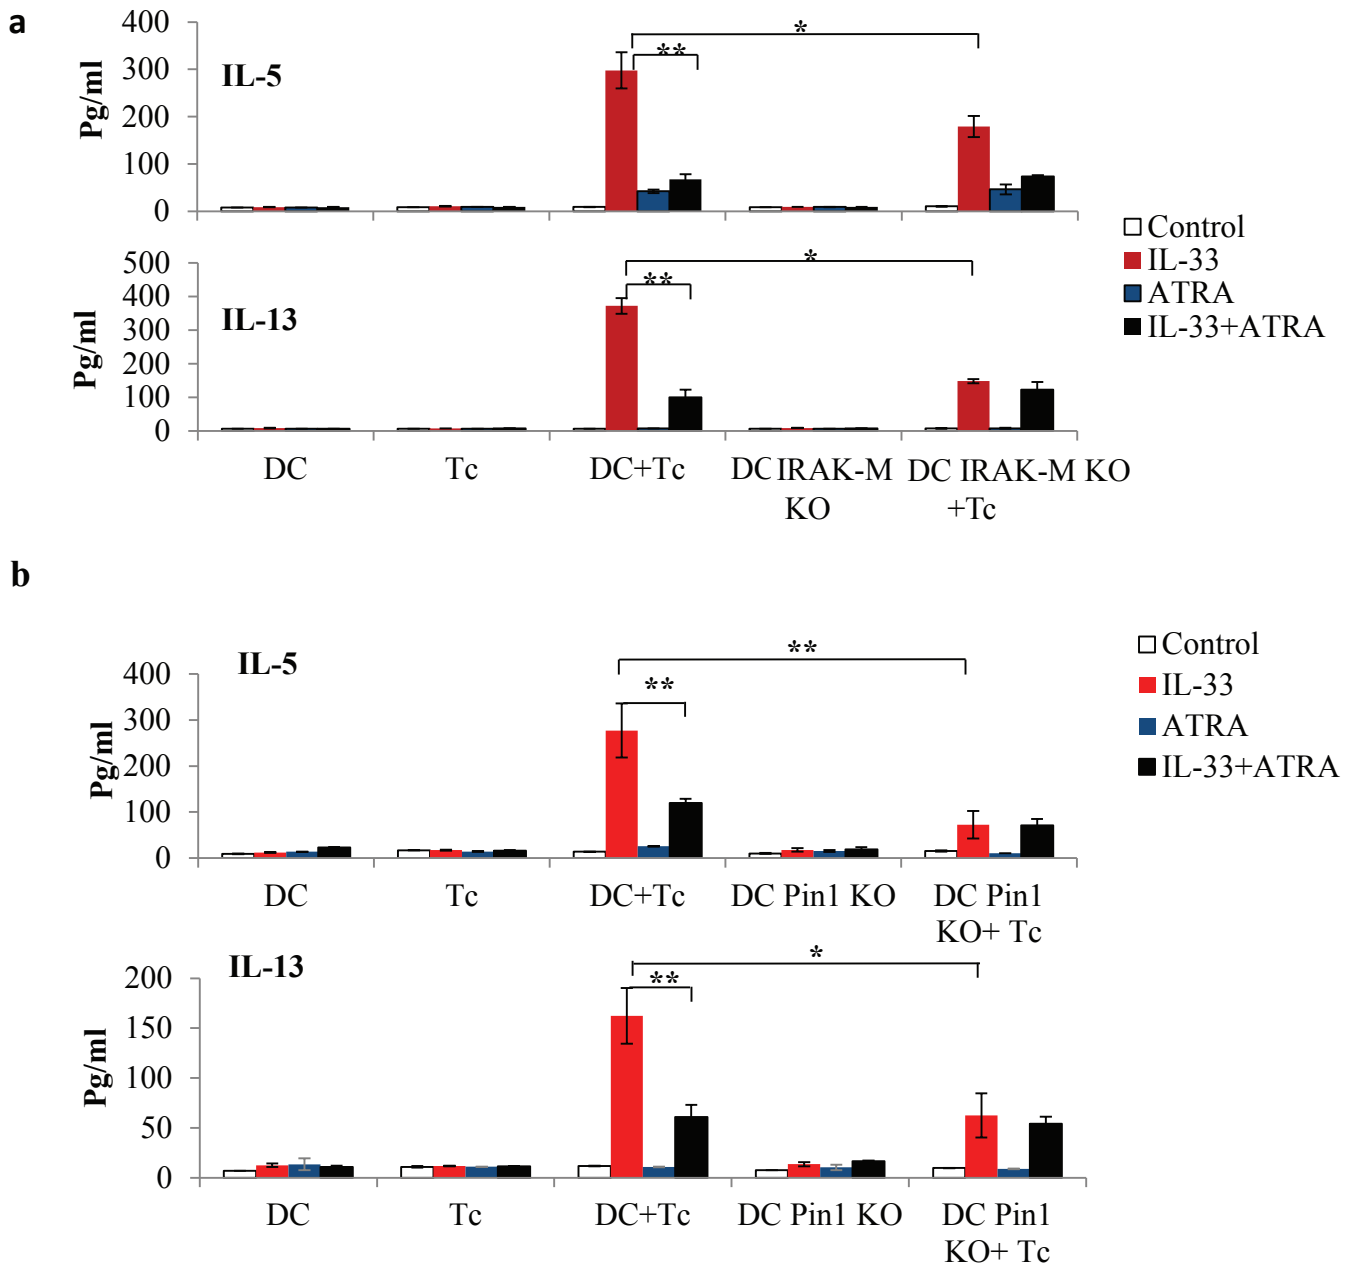 a
400
300
200
100
0
Pg/ml
IL-5
**
*
500
400
300
200
100
0
Pg/ml
IL-13
**
*
DC
Tc
DC+Tc
DC IRAK-M
KO
DC IRAK-M KO
+Tc
Control
IL-33
ATRA
IL-33+ATRA
b
400
300
200
100
0
Pg/ml
IL-5
**
**
DC
Tc
DC+Tc
DC Pin1 KO
DC Pin1
KO+ Tc
Control
IL-33
ATRA
IL-33+ATRA
200
150
100
50
0
Pg/ml
IL-13
**
*
DC
Tc
DC+Tc
DC Pin1 KO
DC Pin1
KO+ Tc